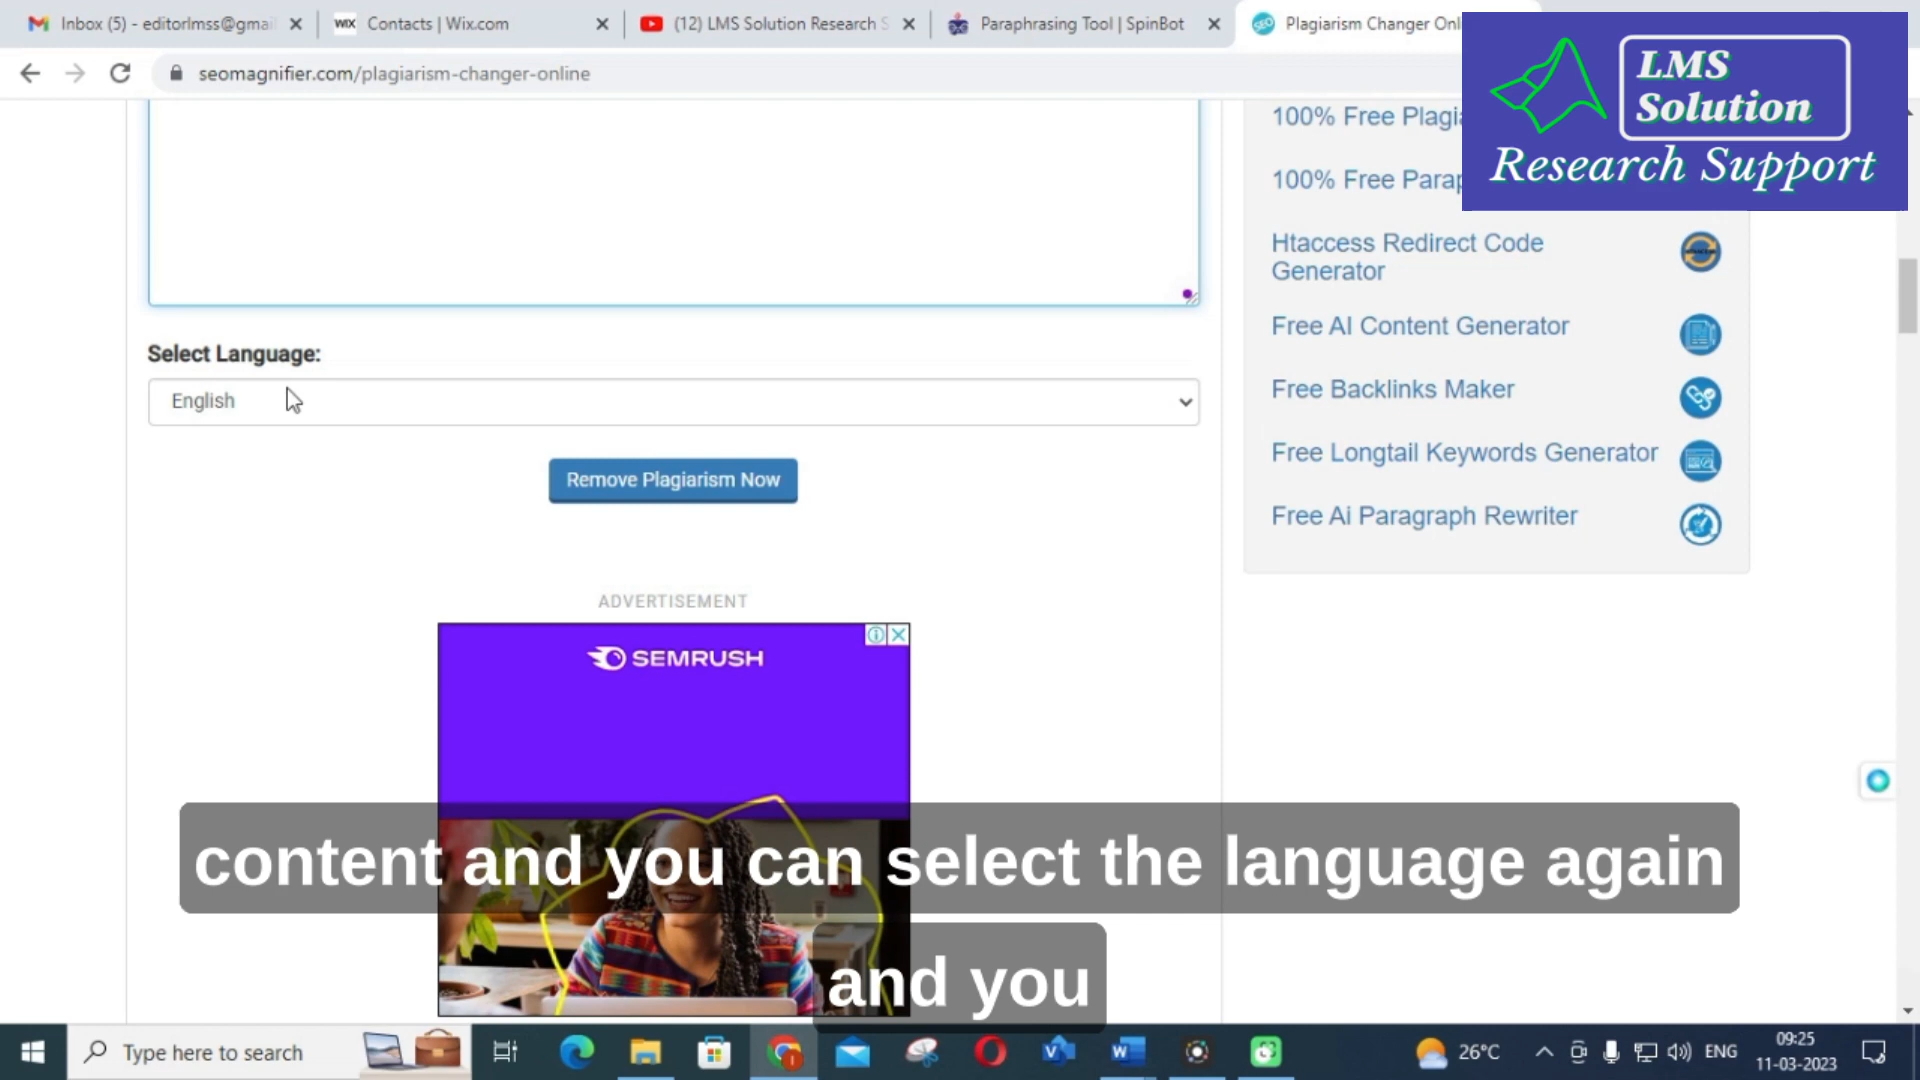 Inbox (5) - editorlmss@gmai
WIX Contacts | Wix.com
(12) LMS Solution Research S
Paraphrasing Tool | SpinBot
SEO Plagiarism Changer Onl
seomagnifier.com/plagiarism-changer-online
LMS
Solution
Research Support
100% Free Plagi
100% Free Parap
Htaccess Redirect Code
Generator
Free AI Content Generator
Free Backlinks Maker
Free Longtail Keywords Generator
Free Ai Paragraph Rewriter
Select Language:
English
Remove Plagiarism Now
ADVERTISEMENT
SEMRUSH
content and you can select the language again
and you
Type here to search
26°C
ENG
09:25
11-03-2023